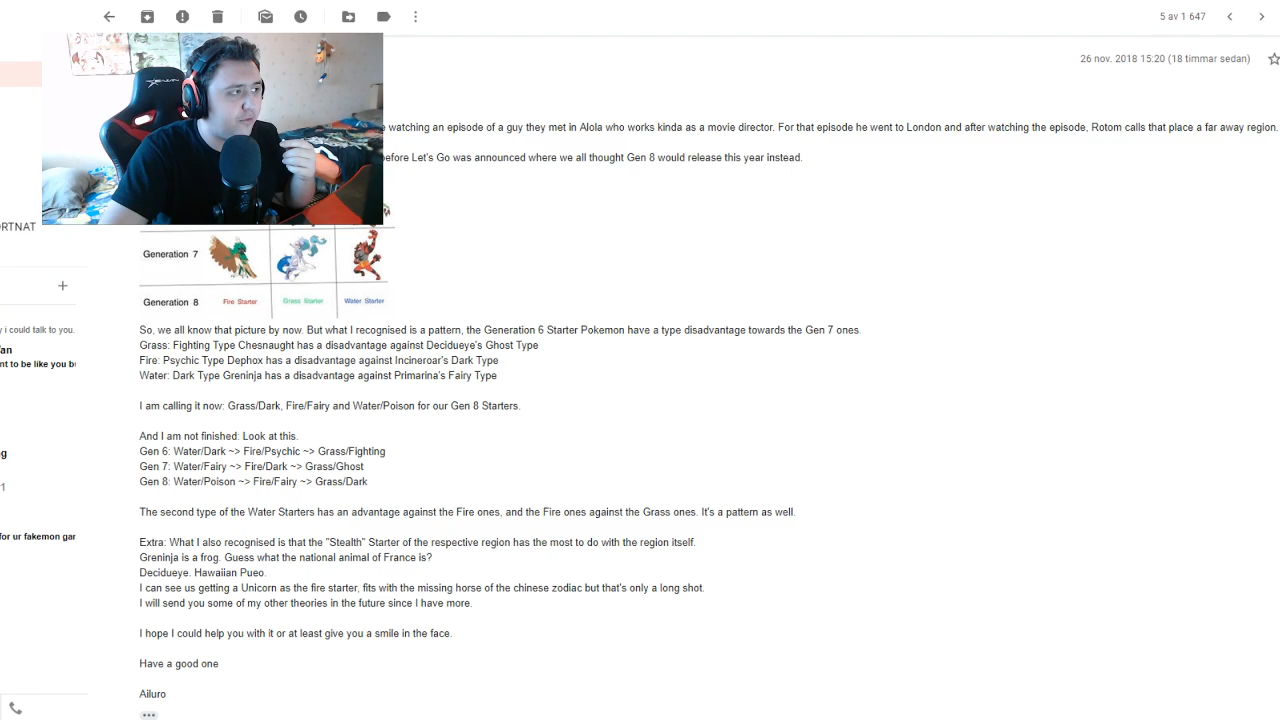 5 av 1 647
26 nov. 2018 15:20 (18 timmar sedan)
e watching an episode of a guy they met in Alola who works kinda as a movie director. For that episode he went to London and after watching the episode, Rotom calls that place a far away region.
before Let's Go was announced where we all thought Gen 8 would release this year instead.
ORTNAT
Generation 7
Generation 8 Fire Starter Grass Starter Water Starter
y i could talk to you.
nt to be like you bu
So, we all know that picture by now. But what I recognised is a pattern, the Generation 6 Starter Pokemon have a type disadvantage towards the Gen 7 ones.
Grass: Fighting Type Chesnaught has a disadvantage against Decidueye's Ghost Type
Fire: Psychic Type Dephox has a disadvantage against Incineroar's Dark Type
Water: Dark Type Greninja has a disadvantage against Primarina's Fairy Type
I am calling it now: Grass/Dark, Fire/Fairy and Water/Poison for our Gen 8 Starters.
And I am not finished: Look at this.
Gen 6: Water/Dark ~> Fire/Psychic ~> Grass/Fighting
Gen 7: Water/Fairy ~> Fire/Dark ~> Grass/Ghost
Gen 8: Water/Poison ~> Fire/Fairy ~> Grass/Dark
The second type of the Water Starters has an advantage against the Fire ones, and the Fire ones against the Grass ones. It's a pattern as well.
for ur fakemon gar
Extra: What I also recognised is that the "Stealth" Starter of the respective region has the most to do with the region itself.
Greninja is a frog. Guess what the national animal of France is?
Decidueye. Hawaiian Pueo.
I can see us getting a Unicorn as the fire starter, fits with the missing horse of the chinese zodiac but that's only a long shot.
I will send you some of my other theories in the future since I have more.
I hope I could help you with it or at least give you a smile in the face.
Have a good one
Ailuro